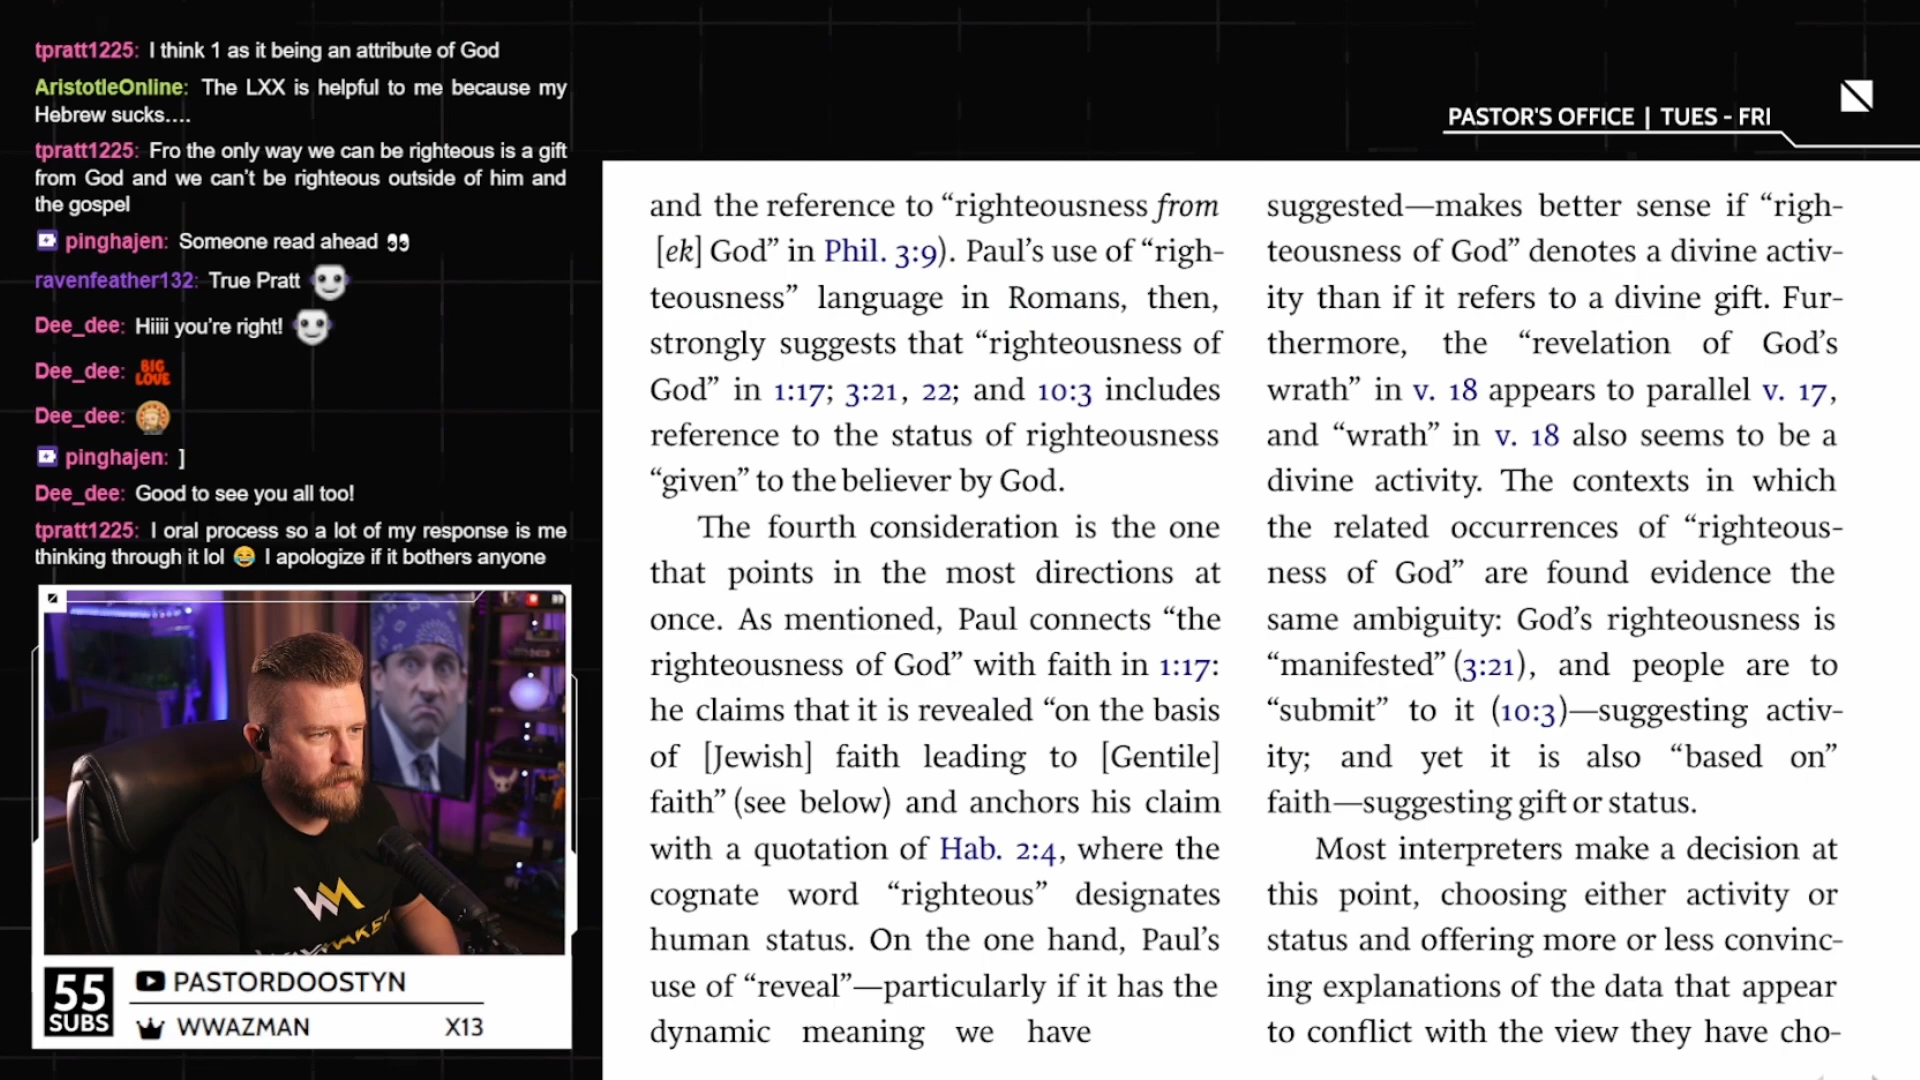 tpratt1225: I think 1 as it being an attribute of God
AristotleOnline: The LXX is helpful to me because my
Hebrew sucks....
tpratt1225: Fro the only way we can be righteous is a gift
from God and we can't be righteous outside of him and
the gospel
pinghajen: Someone read ahead 👀
ravenfeather132: True Pratt
Dee_dee: Hiiii you're right!
Dee_dee: BIG LOVE
Dee_dee:
pinghajen: ]
Dee_dee: Good to see you all too!
tpratt1225: I oral process so a lot of my response is me
thinking through it lol 😂 I apologize if it bothers anyone
55
SUBS
PASTORDOOSTYN
WWAZMAN X13
PASTOR'S OFFICE | TUES - FRI
and the reference to “righteousness from
[ek] God” in Phil. 3:9). Paul’s use of “righ-
teousness” language in Romans, then,
strongly suggests that “righteousness of
God” in 1:17; 3:21, 22; and 10:3 includes
reference to the status of righteousness
“given” to the believer by God.
The fourth consideration is the one
that points in the most directions at
once. As mentioned, Paul connects “the
righteousness of God” with faith in 1:17:
he claims that it is revealed “on the basis
of [Jewish] faith leading to [Gentile]
faith” (see below) and anchors his claim
with a quotation of Hab. 2:4, where the
cognate word “righteous” designates
human status. On the one hand, Paul’s
use of “reveal”—particularly if it has the
dynamic meaning we have
suggested—makes better sense if “righ-
teousness of God” denotes a divine activ-
ity than if it refers to a divine gift. Fur-
thermore, the “revelation of God’s
wrath” in v. 18 appears to parallel v. 17,
and “wrath” in v. 18 also seems to be a
divine activity. The contexts in which
the related occurrences of “righteous-
ness of God” are found evidence the
same ambiguity: God’s righteousness is
“manifested” (3:21), and people are to
“submit” to it (10:3)—suggesting activ-
ity; and yet it is also “based on”
faith—suggesting gift or status.
Most interpreters make a decision at
this point, choosing either activity or
status and offering more or less convinc-
ing explanations of the data that appear
to conflict with the view they have cho-